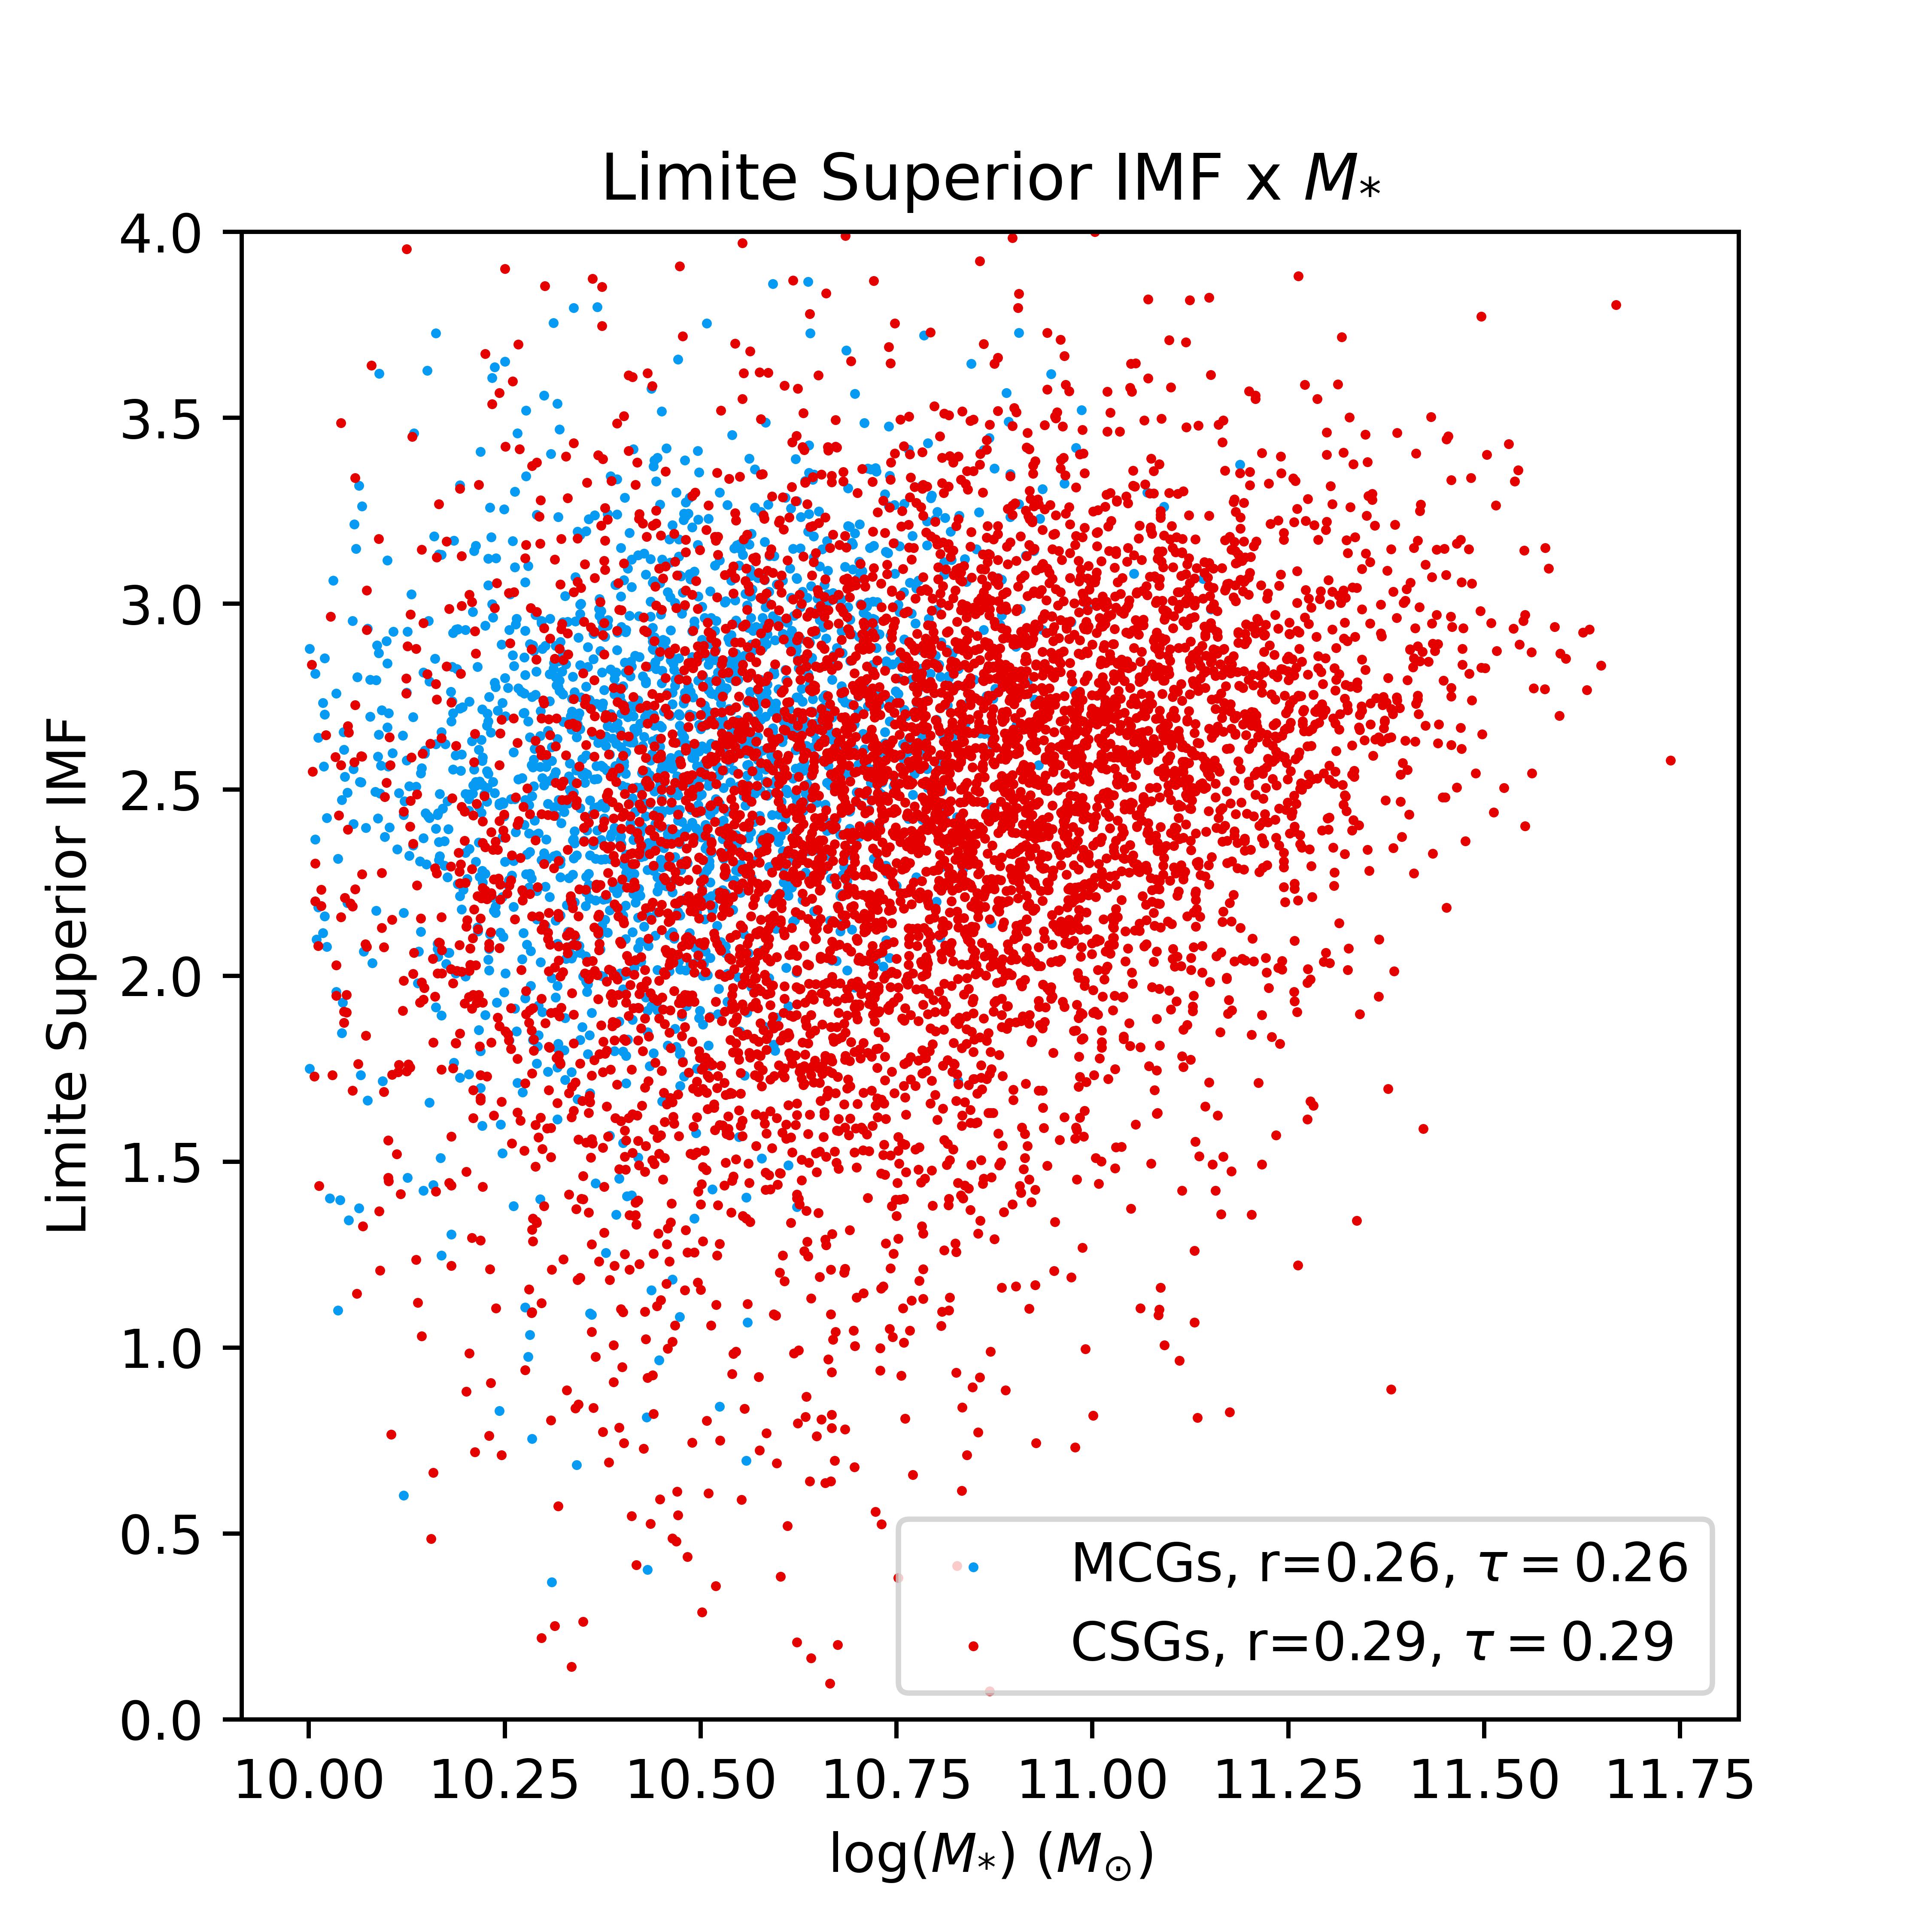 Limite Superior IMF x M*
4.0
3.5
3.0
2.5
2.0
1.5
1.0
0.5
0.0
Limite Superior IMF
MCGs, r=0.26, τ = 0.26
CSGs, r=0.29, τ = 0.29
10.00 10.25 10.50 10.75 11.00 11.25 11.50 11.75
log(M*) (M☉)